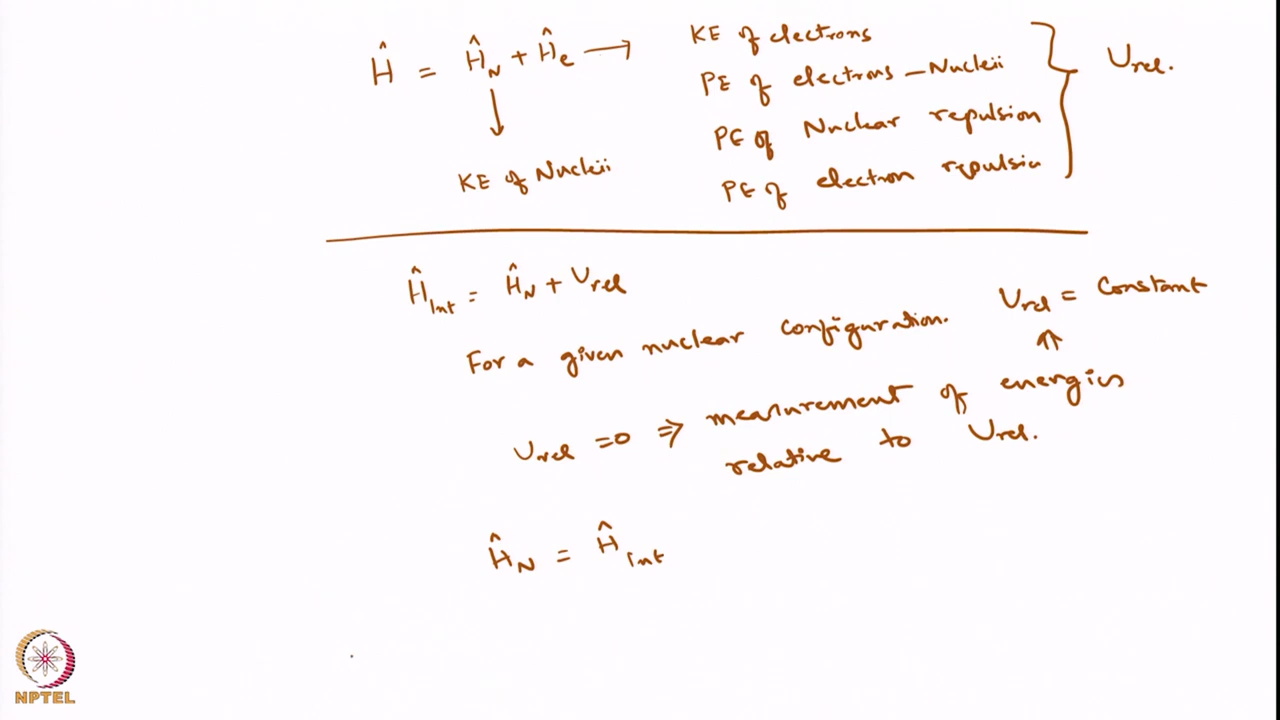 Ĥ = Ĥ_N + Ĥ_e → KE of electrons
PE of electrons – Nucleii
PE of Nuclear repulsion
PE of electron repulsion
} U_rel.
↓
KE of Nucleii
Ĥ_int = Ĥ_N + U_rel
For a given nuclear configuration. U_rel = Constant
⇑
U_rel = 0 ⇒ measurement of energies
relative to U_rel.
Ĥ_N = Ĥ_int
NPTEL